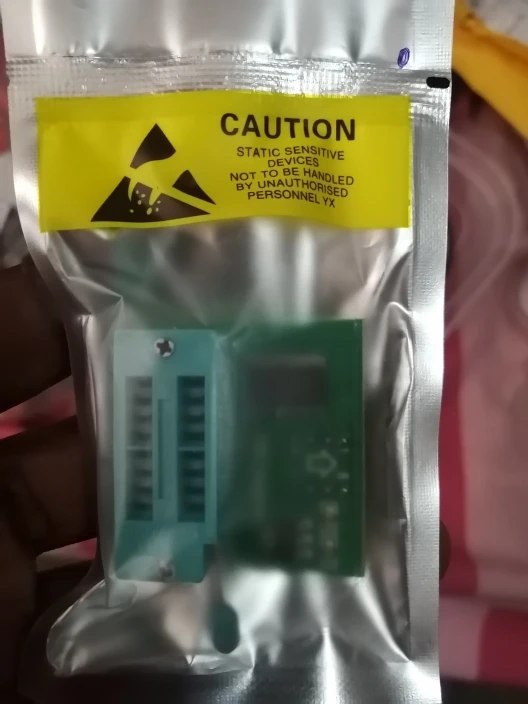 CAUTION
STATIC SENSITIVE
DEVICES
NOT TO BE HANDLED
BY UNAUTHORISED
PERSONNEL YX